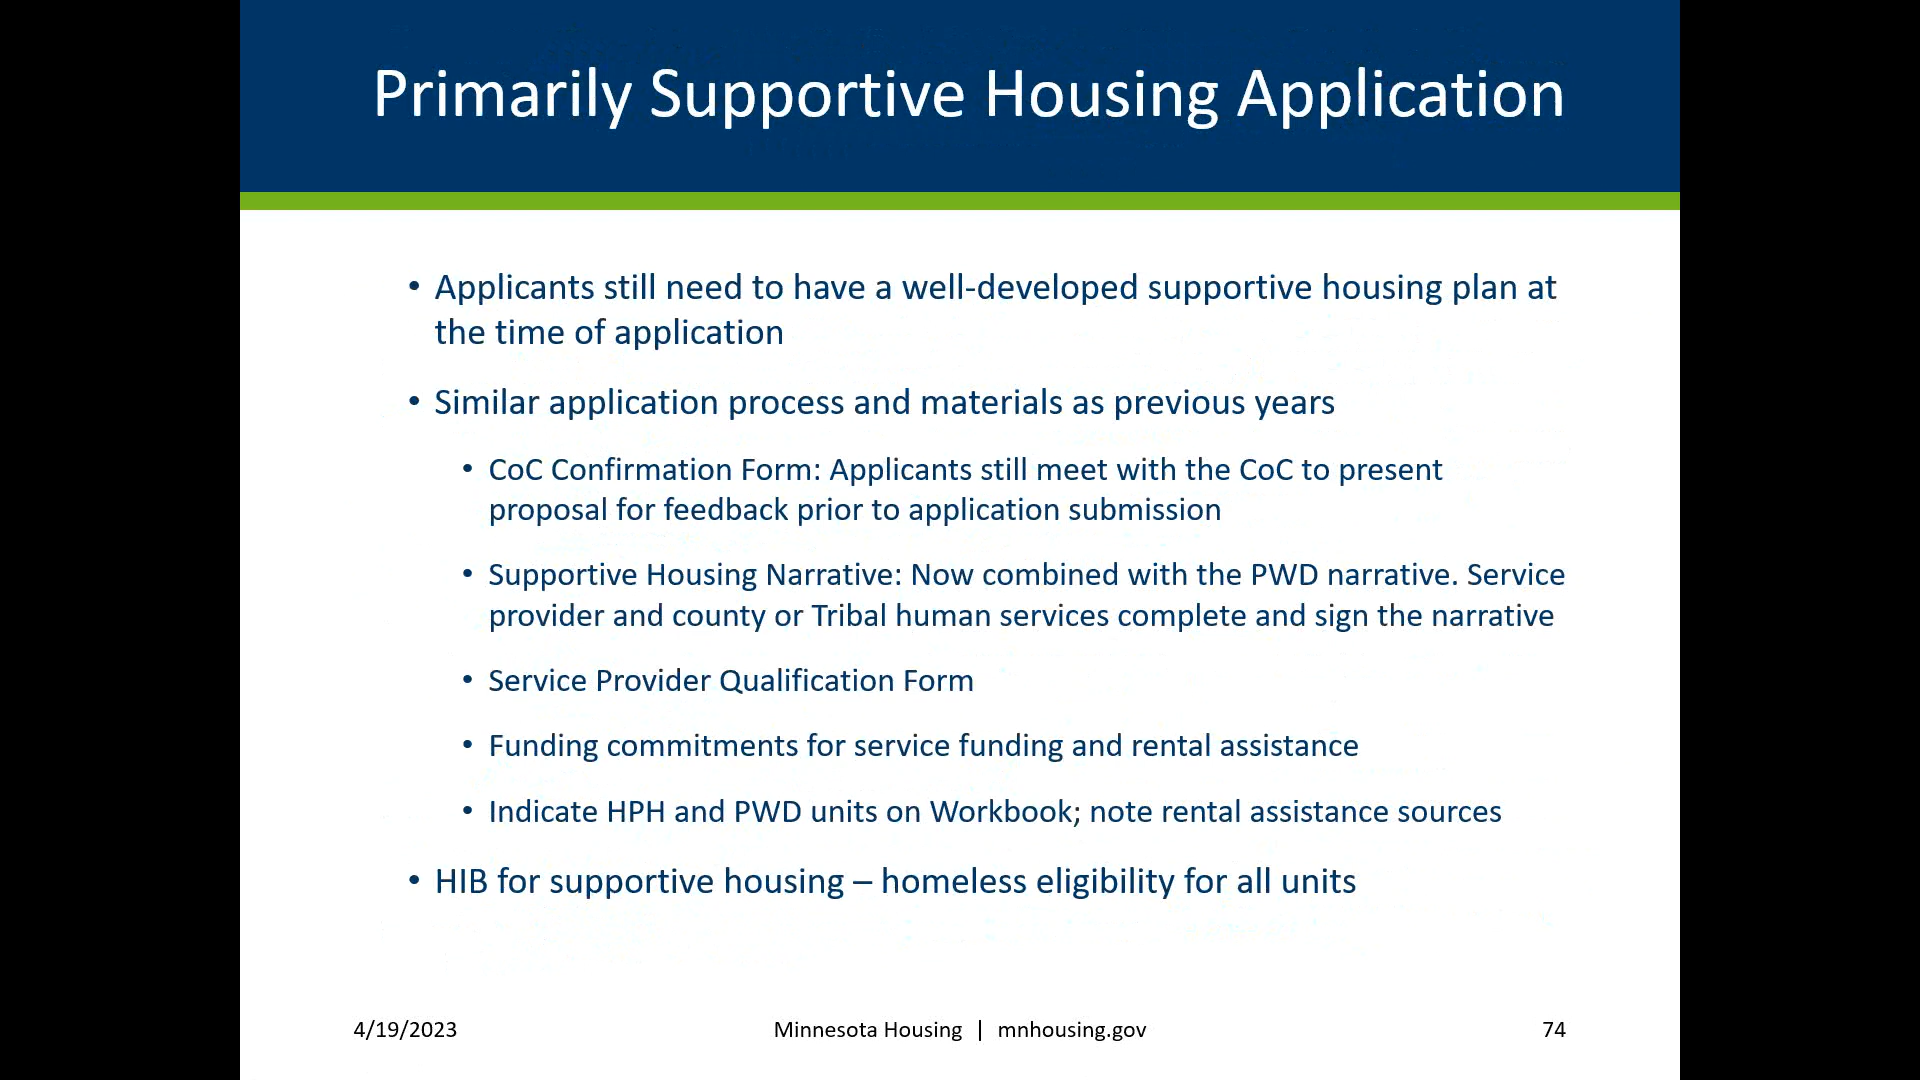 Primarily Supportive Housing Application
• Applicants still need to have a well-developed supportive housing plan at
the time of application
• Similar application process and materials as previous years
• CoC Confirmation Form: Applicants still meet with the CoC to present
proposal for feedback prior to application submission
• Supportive Housing Narrative: Now combined with the PWD narrative. Service
provider and county or Tribal human services complete and sign the narrative
• Service Provider Qualification Form
• Funding commitments for service funding and rental assistance
• Indicate HPH and PWD units on Workbook; note rental assistance sources
• HIB for supportive housing – homeless eligibility for all units
4/19/2023 Minnesota Housing | mnhousing.gov 74